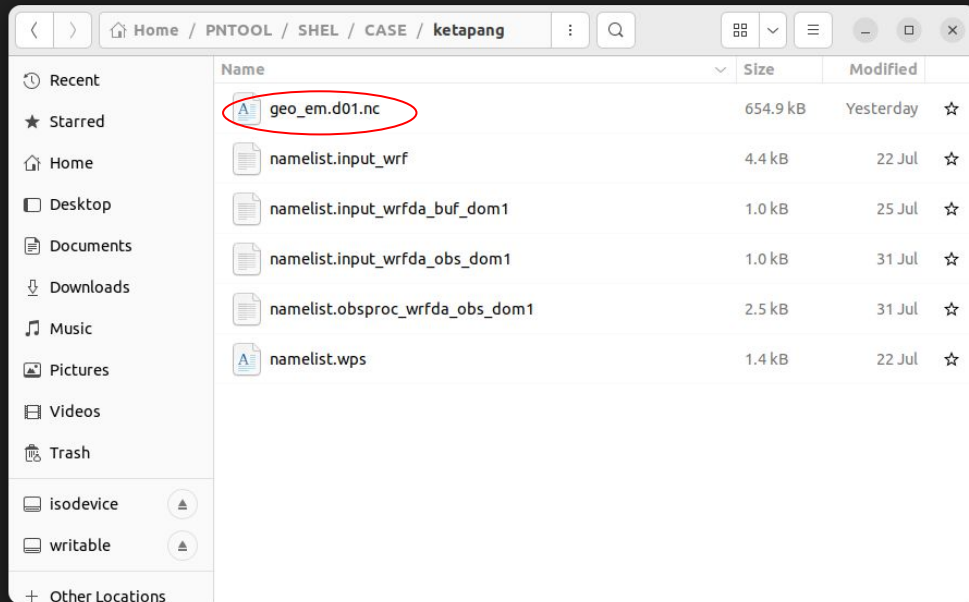 Home / PNTOOL / SHEL / CASE / ketapang
Recent
Starred
Home
Desktop
Documents
Downloads
Music
Pictures
Videos
Trash
isodevice
writable
+ Other Locations
Name Size Modified
geo_em.d01.nc 654.9 kB Yesterday
namelist.input_wrf 4.4 kB 22 Jul
namelist.input_wrfda_buf_dom1 1.0 kB 25 Jul
namelist.input_wrfda_obs_dom1 1.0 kB 31 Jul
namelist.obsproc_wrfda_obs_dom1 2.5 kB 31 Jul
namelist.wps 1.4 kB 22 Jul